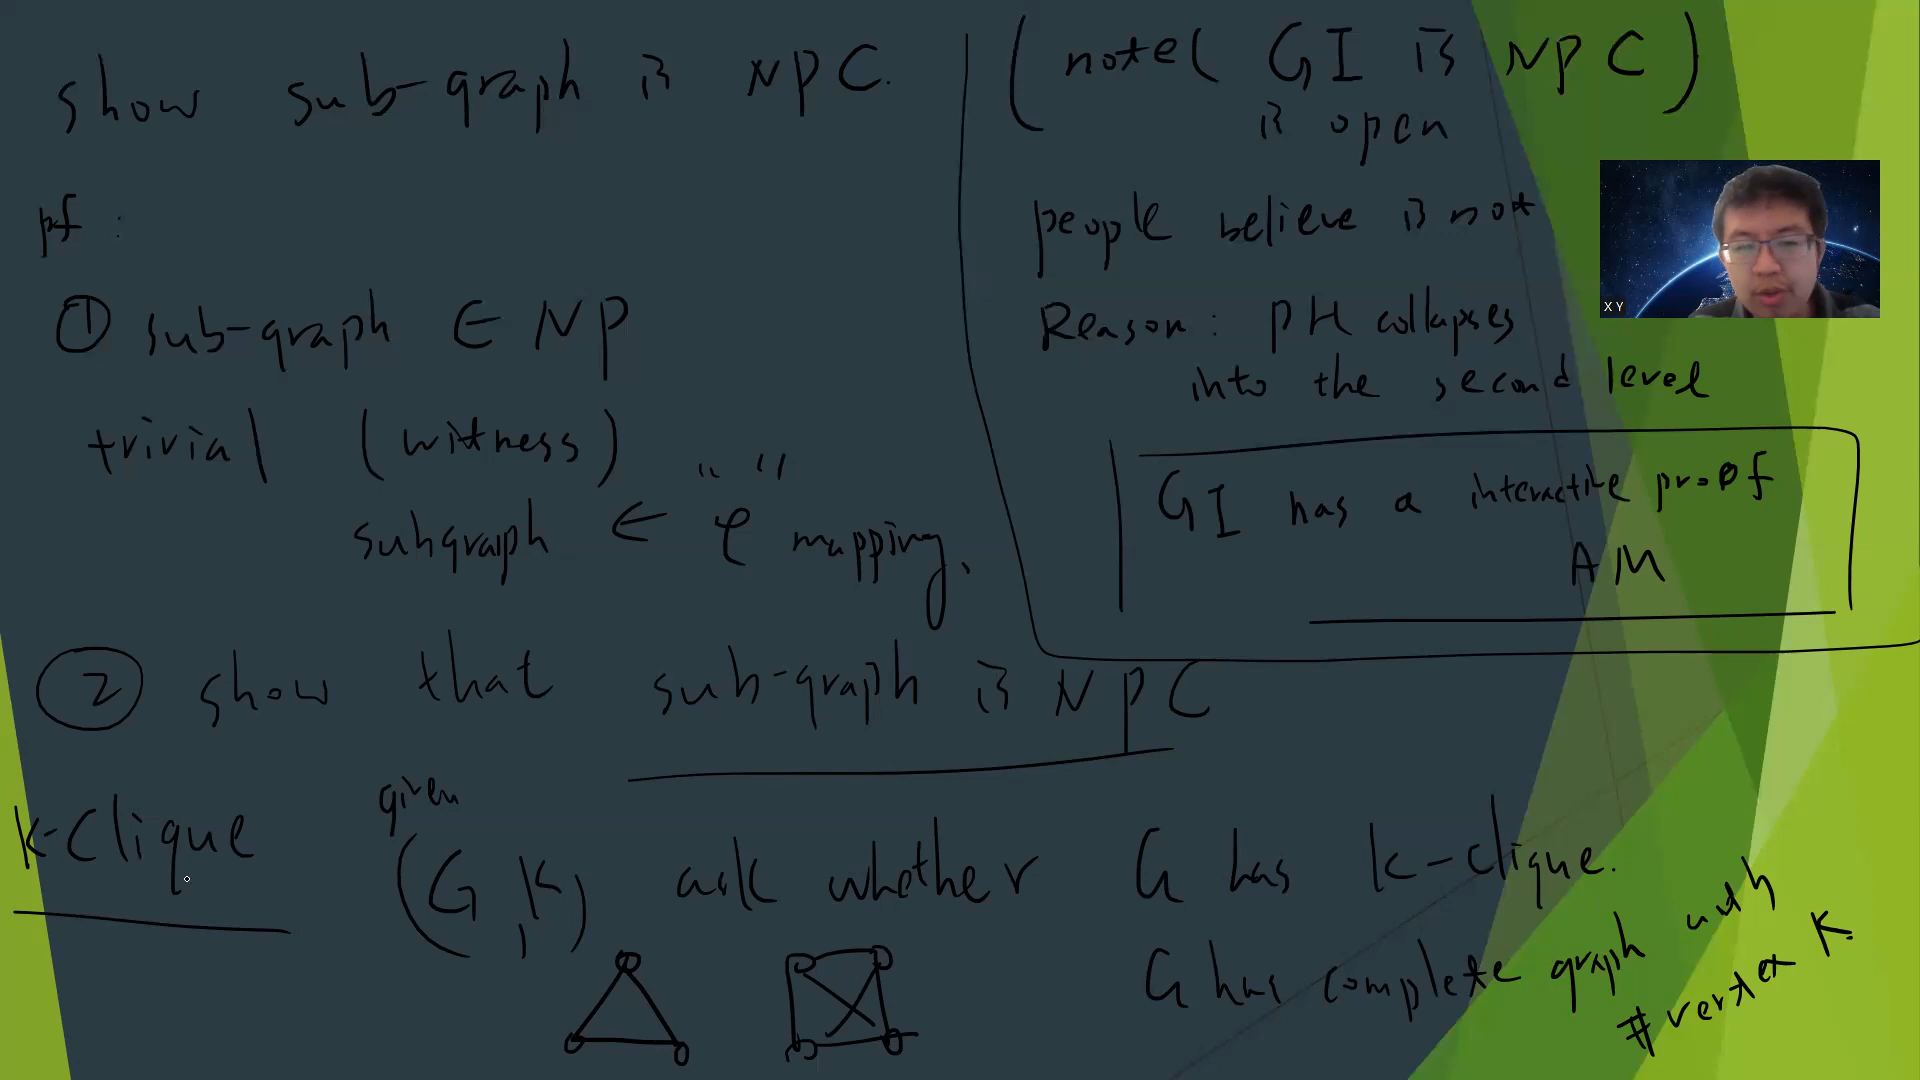 show sub-graph is NPC.
pf :
① sub-graph ∈ NP
trivial (witness)
subgraph ← "φ" mapping.
② show that sub-graph is NPC
k-Clique
given
(G, K) ask whether G has k-clique.
G has complete graph with
# vertex K.
(note( GI is NPC)
is open
people believe is not
Reason: PH collapses
into the second level
GI has a interactive proof
AM
X Y